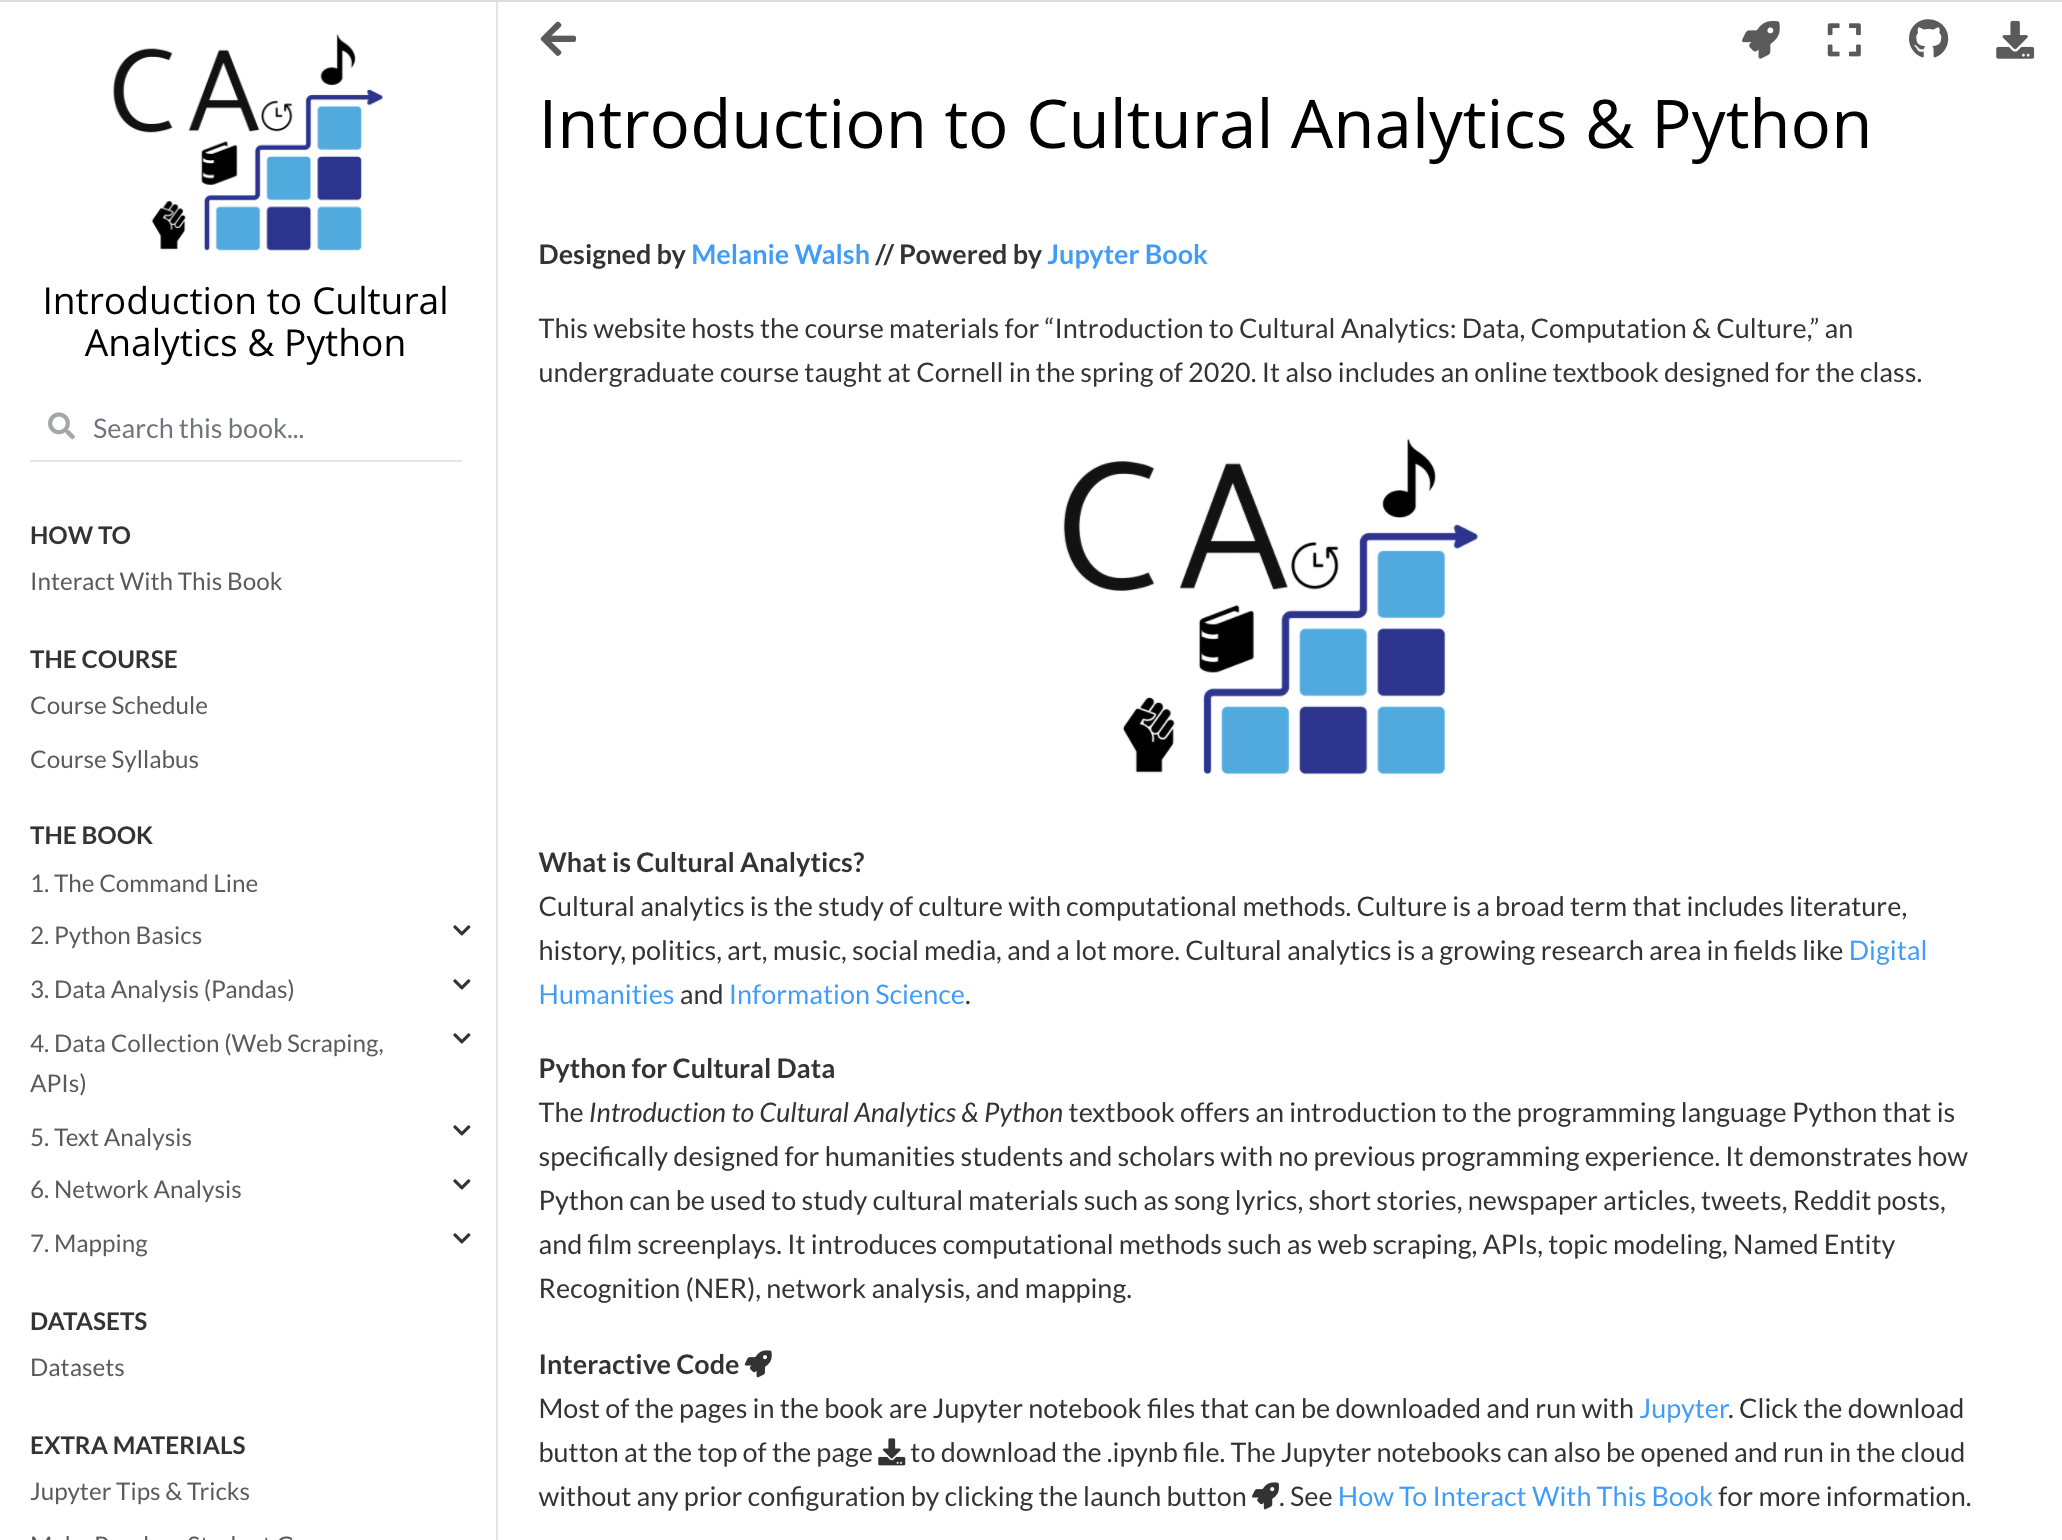 CA
Introduction to Cultural
Analytics & Python
Search this book...
HOW TO
Interact With This Book
THE COURSE
Course Schedule
Course Syllabus
THE BOOK
1. The Command Line
2. Python Basics
3. Data Analysis (Pandas)
4. Data Collection (Web Scraping,
APIs)
5. Text Analysis
6. Network Analysis
7. Mapping
DATASETS
Datasets
EXTRA MATERIALS
Jupyter Tips & Tricks
Introduction to Cultural Analytics & Python
Designed by Melanie Walsh // Powered by Jupyter Book
This website hosts the course materials for “Introduction to Cultural Analytics: Data, Computation & Culture,” an
undergraduate course taught at Cornell in the spring of 2020. It also includes an online textbook designed for the class.
CA
What is Cultural Analytics?
Cultural analytics is the study of culture with computational methods. Culture is a broad term that includes literature,
history, politics, art, music, social media, and a lot more. Cultural analytics is a growing research area in fields like Digital
Humanities and Information Science.
Python for Cultural Data
The Introduction to Cultural Analytics & Python textbook offers an introduction to the programming language Python that is
specifically designed for humanities students and scholars with no previous programming experience. It demonstrates how
Python can be used to study cultural materials such as song lyrics, short stories, newspaper articles, tweets, Reddit posts,
and film screenplays. It introduces computational methods such as web scraping, APIs, topic modeling, Named Entity
Recognition (NER), network analysis, and mapping.
Interactive Code
Most of the pages in the book are Jupyter notebook files that can be downloaded and run with Jupyter. Click the download
button at the top of the page to download the .ipynb file. The Jupyter notebooks can also be opened and run in the cloud
without any prior configuration by clicking the launch button . See How To Interact With This Book for more information.